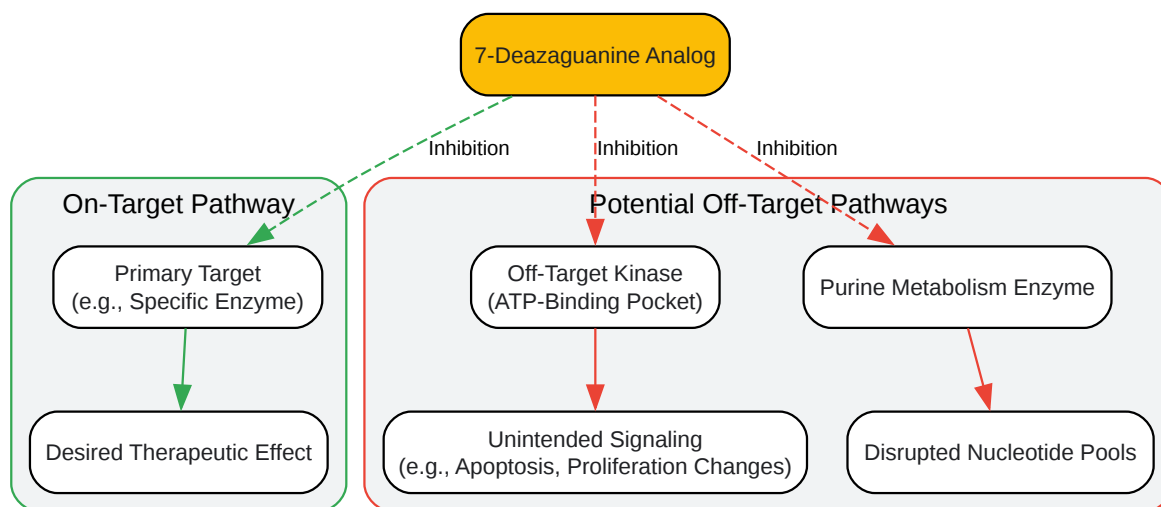 7-Deazaguanine Analog
Inhibition
Inhibition
Inhibition
On-Target Pathway
Potential Off-Target Pathways
Primary Target
(e.g., Specific Enzyme)
Off-Target Kinase
(ATP-Binding Pocket)
Purine Metabolism Enzyme
Desired Therapeutic Effect
Unintended Signaling
(e.g., Apoptosis, Proliferation Changes)
Disrupted Nucleotide Pools